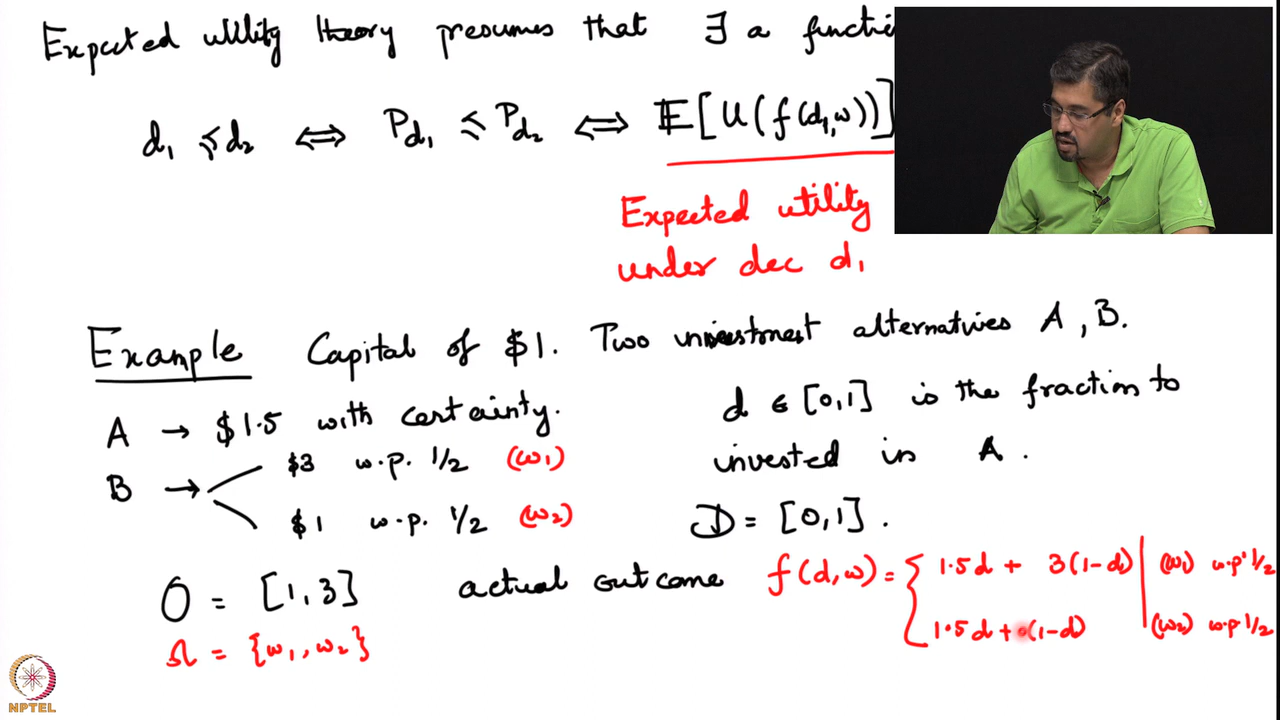 Expected utility theory presumes that ∃ a functi
d₁ ≼ d₂ ⟺ P_d₁ ≼ P_d₂ ⟺ 𝔼[U(f(d₁,ω))]
Expected utility
under dec d₁
Example Capital of $1. Two investment alternatives A, B.
A → $1.5 with certainty.
d ∈ [0,1] is the fraction to
invested in A.
B →
$3 w.p. 1/2 (ω₁)
$1 w.p. 1/2 (ω₂)
D = [0,1].
O = [1,3] actual outcome f(d,ω) = { 1.5d + 3(1-d) | (ω₁) w.p 1/2
1.5d + (1-d) | (ω₂) w.p 1/2
Ω = {ω₁, ω₂}
NPTEL